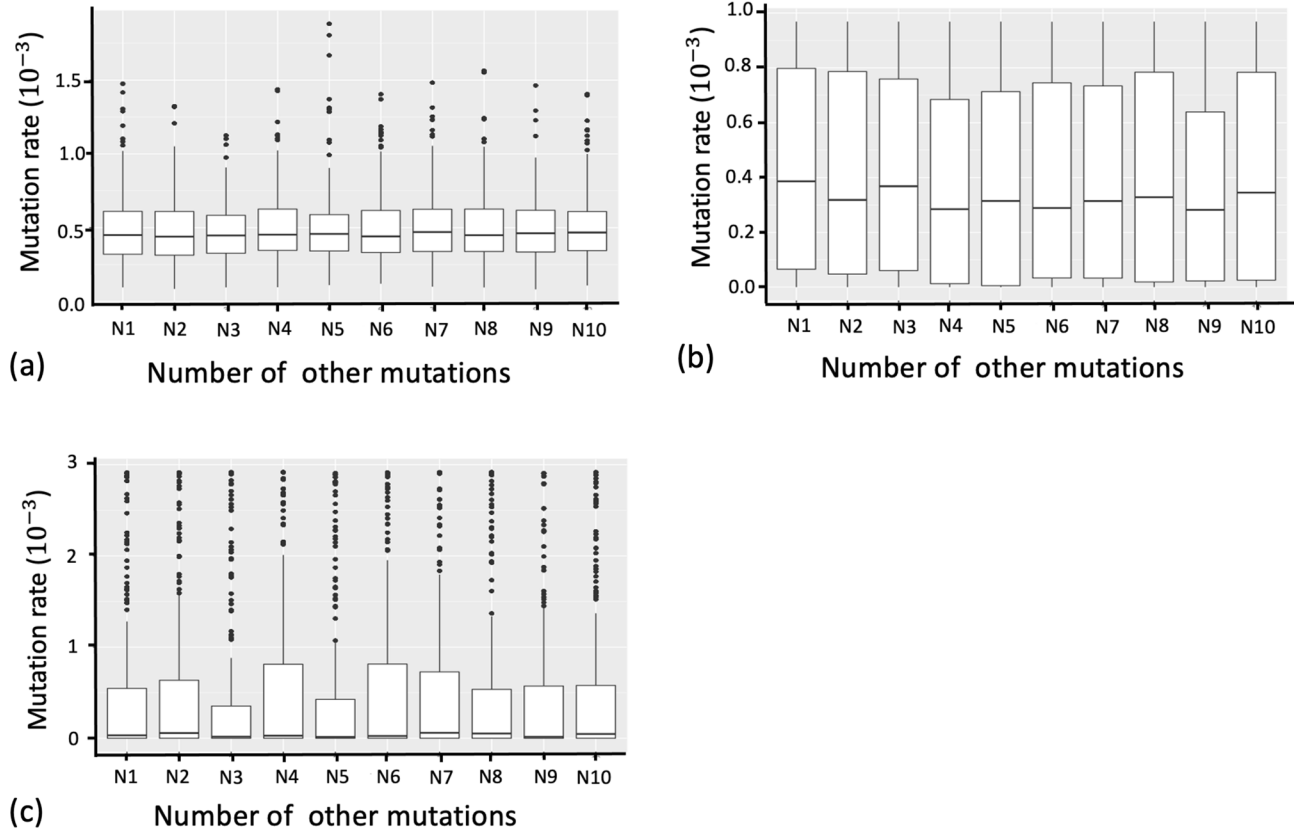 Mutation rate (10⁻³)
1.5
1.0
0.5
0.0
N1 N2 N3 N4 N5 N6 N7 N8 N9 N10
(a)
Number of other mutations
Mutation rate (10⁻³)
1.0
0.8
0.6
0.4
0.2
0.0
N1 N2 N3 N4 N5 N6 N7 N8 N9 N10
(b)
Number of other mutations
Mutation rate (10⁻³)
3
2
1
0
N1 N2 N3 N4 N5 N6 N7 N8 N9 N10
(c)
Number of other mutations